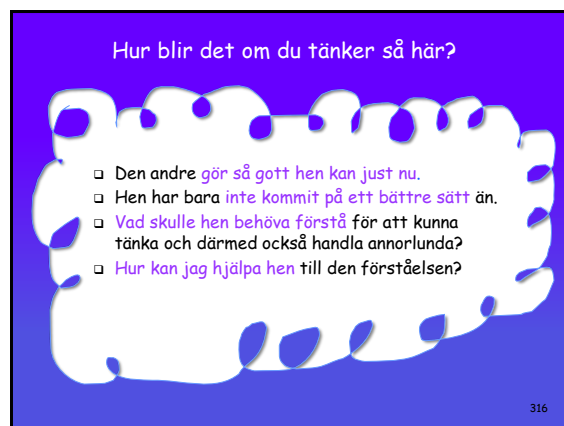 Hur blir det om du tänker så här?
❑ Den andre gör så gott hen kan just nu.
❑ Hen har bara inte kommit på ett bättre sätt än.
❑ Vad skulle hen behöva förstå för att kunna
tänka och därmed också handla annorlunda?
❑ Hur kan jag hjälpa hen till den förståelsen?
316